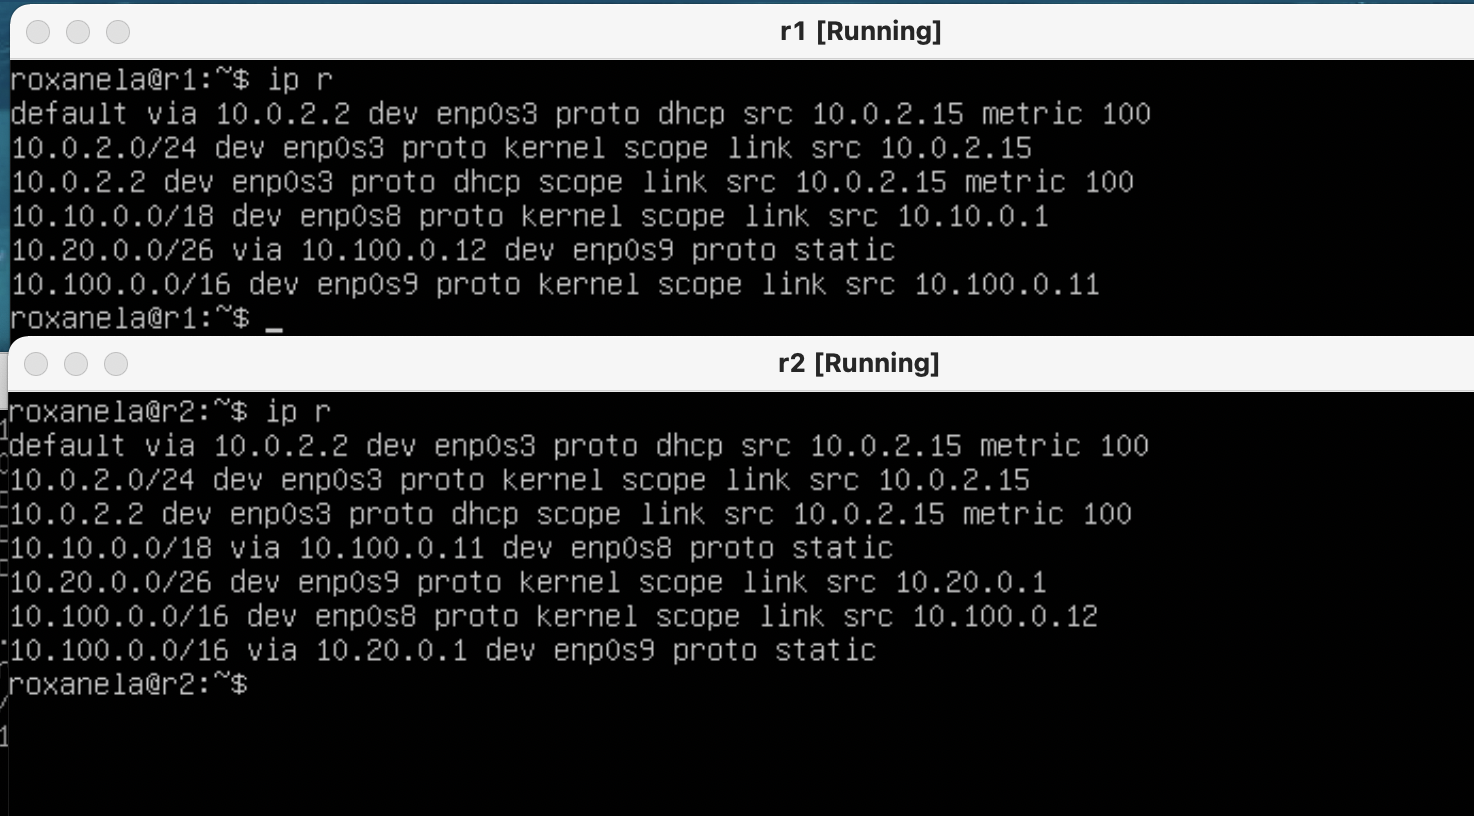 r1 [Running]
roxanela@r1:~$ ip r
default via 10.0.2.2 dev enp0s3 proto dhcp src 10.0.2.15 metric 100
10.0.2.0/24 dev enp0s3 proto kernel scope link src 10.0.2.15
10.0.2.2 dev enp0s3 proto dhcp scope link src 10.0.2.15 metric 100
10.10.0.0/18 dev enp0s8 proto kernel scope link src 10.10.0.1
10.20.0.0/26 via 10.100.0.12 dev enp0s9 proto static
10.100.0.0/16 dev enp0s9 proto kernel scope link src 10.100.0.11
roxanela@r1:~$ _
r2 [Running]
roxanela@r2:~$ ip r
default via 10.0.2.2 dev enp0s3 proto dhcp src 10.0.2.15 metric 100
10.0.2.0/24 dev enp0s3 proto kernel scope link src 10.0.2.15
10.0.2.2 dev enp0s3 proto dhcp scope link src 10.0.2.15 metric 100
10.10.0.0/18 via 10.100.0.11 dev enp0s8 proto static
10.20.0.0/26 dev enp0s9 proto kernel scope link src 10.20.0.1
10.100.0.0/16 dev enp0s8 proto kernel scope link src 10.100.0.12
10.100.0.0/16 via 10.20.0.1 dev enp0s9 proto static
roxanela@r2:~$